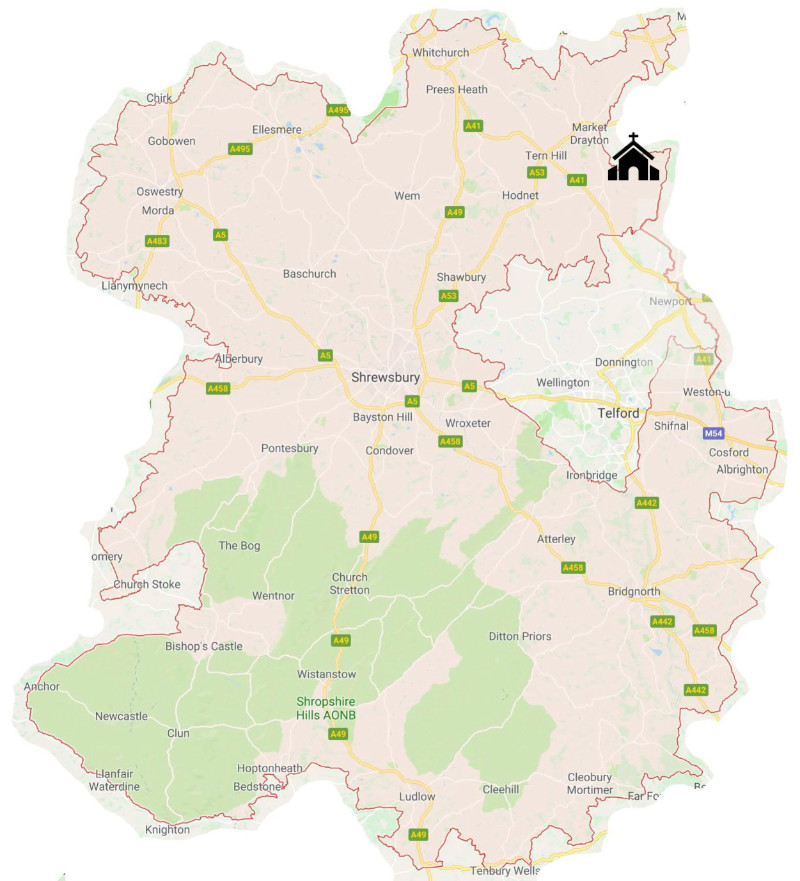 M
Whitchurch
Prees Heath
Chirk
A495
A41
Market
Drayton
Ellesmere
Gobowen
A495
Tern Hill
A53
A41
Oswestry
Wem
Hodnet
Morda
A49
A5
A483
Baschurch
Shawbury
Llanymynech
A53
Newport
Alberbury
A5
Donnington
A41
Shrewsbury
Wellington
A458
A5
Weston-u
A5
Telford
Bayston Hill
Wroxeter
Shifnal
M54
A458
Pontesbury
Condover
Cosford
Albrighton
Ironbridge
A442
A49
Atterley
The Bog
omery
A458
Church Stoke
Church
Stretton
Wentnor
Bridgnorth
A442
A458
Ditton Priors
A49
Bishop's Castle
Wistanstow
Anchor
A442
Shropshire
Hills AONB
Newcastle
Clun
A49
Hoptonheath
Llanfair
Waterdine
Bedstone
Cleobury
Mortimer
Cleehill
Ludlow
Far Fo
Knighton
A49
Tenbury Wells